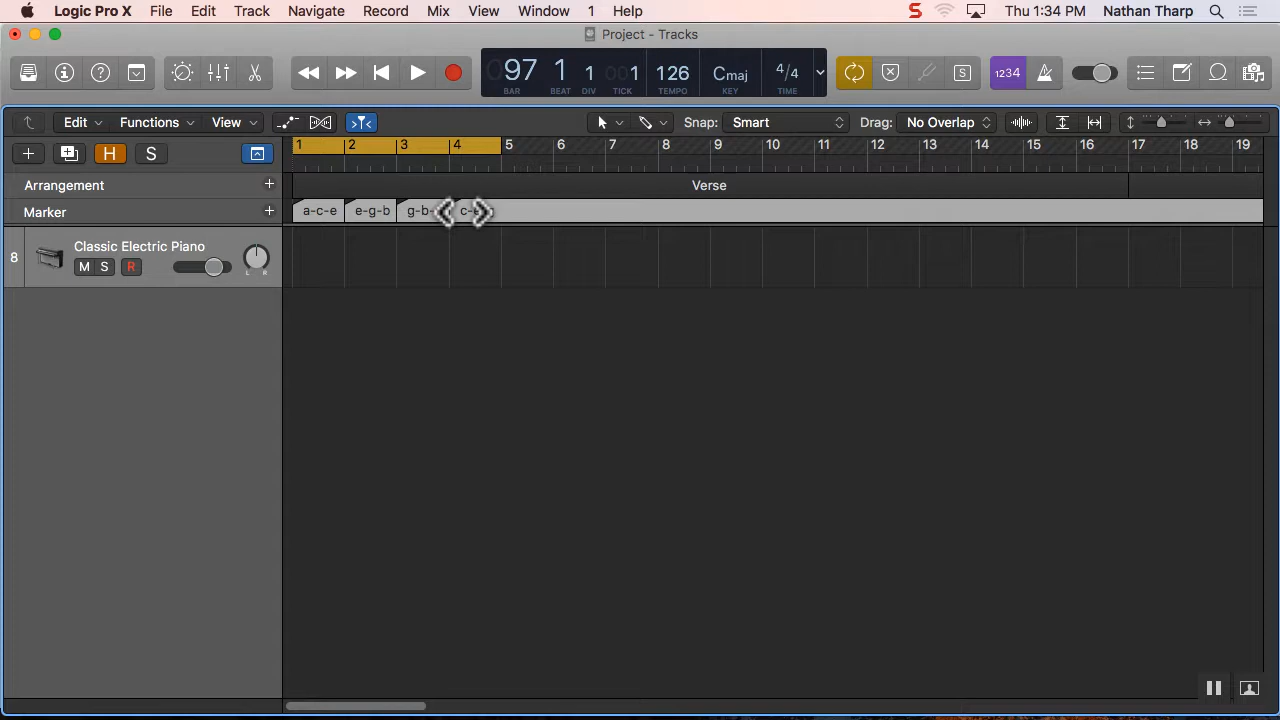 Logic Pro X File Edit Track Navigate Record Mix View Window 1 Help S Thu 1:34 PM Nathan Tharp
Project - Tracks
097 1 1 001 126 Cmaj 4/4
BAR BEAT DIV TICK TEMPO KEY TIME
S 1234
Edit Functions View Snap: Smart Drag: No Overlap
H S 1 2 3 4 5 6 7 8 9 10 11 12 13 14 15 16 17 18 19
Arrangement Verse
Marker a-c-e e-g-b g-b- c-
8 Classic Electric Piano
M S R L R